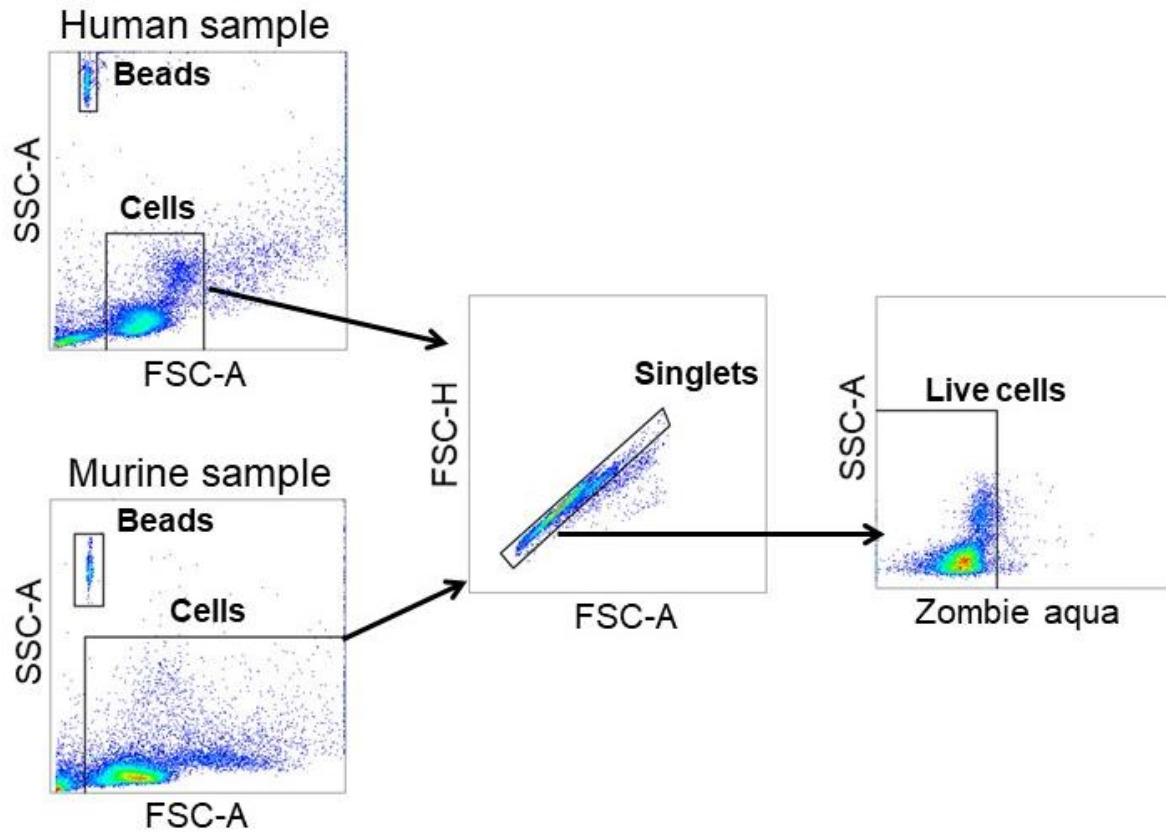 Human sample
Beads
SSC-A
Cells
FSC-A
Murine sample
Beads
SSC-A
Cells
FSC-A
Singlets
FSC-H
FSC-A
Live cells
SSC-A
Zombie aqua